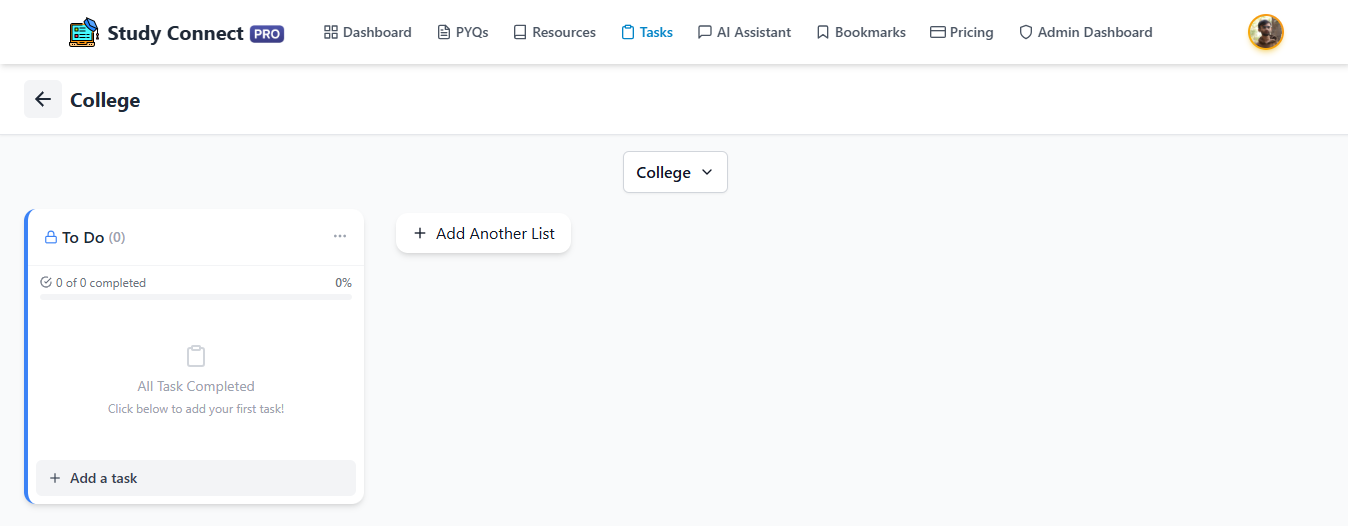 Study Connect PRO Dashboard PYQs Resources Tasks AI Assistant Bookmarks Pricing Admin Dashboard
College
College
To Do (0) ···
Add Another List
0 of 0 completed 0%
All Task Completed
Click below to add your first task!
+ Add a task